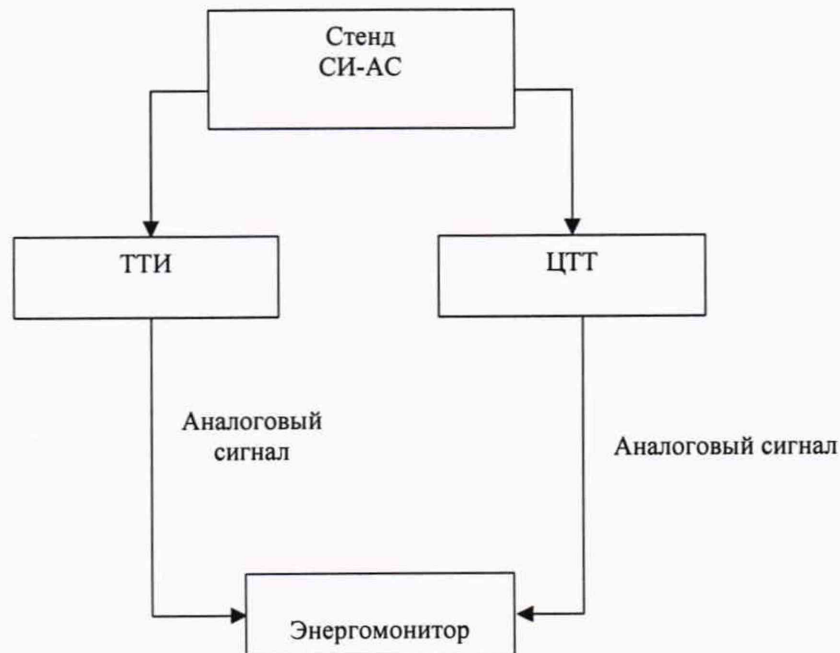 Стенд
СИ-АС
ТТИ
ЦТТ
Аналоговый
сигнал
Аналоговый сигнал
Энергомонитор